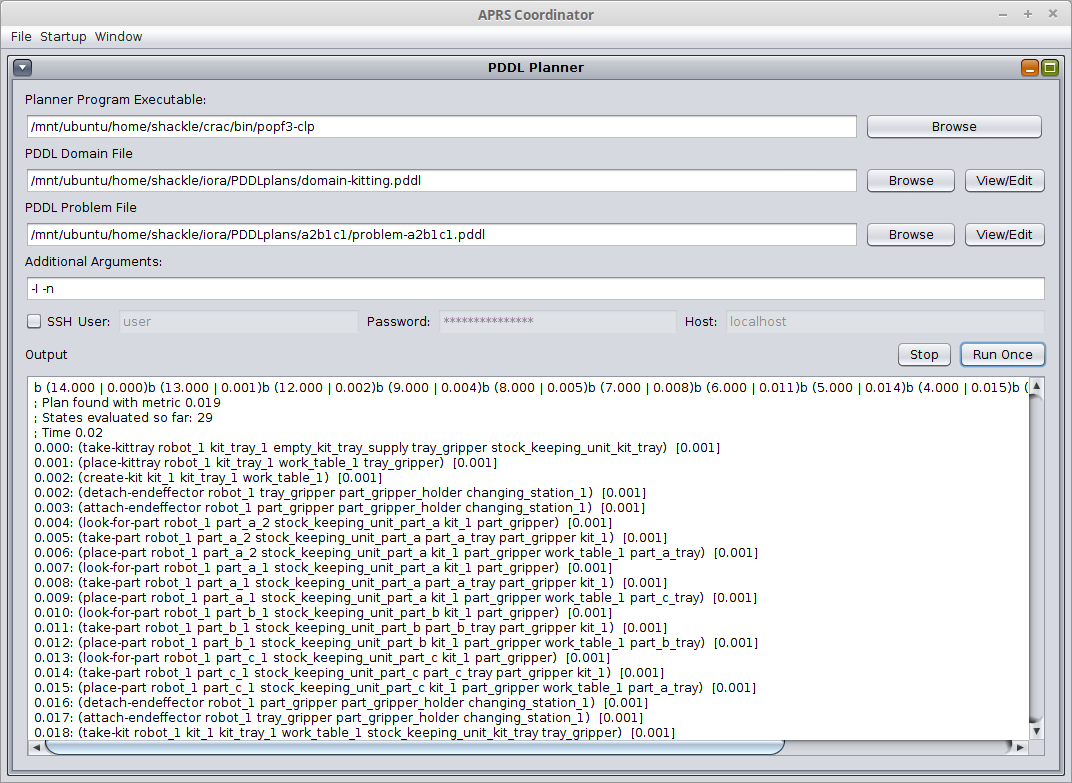 APRS Coordinator
File Startup Window
PDDL Planner
Planner Program Executable:
/mnt/ubuntu/home/shackle/crac/bin/popf3-clp
Browse
PDDL Domain File
/mnt/ubuntu/home/shackle/iora/PDDLplans/domain-kitting.pddl
Browse
View/Edit
PDDL Problem File
/mnt/ubuntu/home/shackle/iora/PDDLplans/a2b1c1/problem-a2b1c1.pddl
Browse
View/Edit
Additional Arguments:
-l -n
SSH User: user Password: *************** Host: localhost
Output
Stop
Run Once
b (14.000 | 0.000)b (13.000 | 0.001)b (12.000 | 0.002)b (9.000 | 0.004)b (8.000 | 0.005)b (7.000 | 0.008)b (6.000 | 0.011)b (5.000 | 0.014)b (4.000 | 0.015)b (
; Plan found with metric 0.019
; States evaluated so far: 29
; Time 0.02
0.000: (take-kittray robot_1 kit_tray_1 empty_kit_tray_supply tray_gripper stock_keeping_unit_kit_tray) [0.001]
0.001: (place-kittray robot_1 kit_tray_1 work_table_1 tray_gripper) [0.001]
0.002: (create-kit kit_1 kit_tray_1 work_table_1) [0.001]
0.002: (detach-endeffector robot_1 tray_gripper part_gripper_holder changing_station_1) [0.001]
0.003: (attach-endeffector robot_1 part_gripper part_gripper_holder changing_station_1) [0.001]
0.004: (look-for-part robot_1 part_a_2 stock_keeping_unit_part_a kit_1 part_gripper) [0.001]
0.005: (take-part robot_1 part_a_2 stock_keeping_unit_part_a part_a_tray part_gripper kit_1) [0.001]
0.006: (place-part robot_1 part_a_2 stock_keeping_unit_part_a kit_1 part_gripper work_table_1 part_a_tray) [0.001]
0.007: (look-for-part robot_1 part_a_1 stock_keeping_unit_part_a kit_1 part_gripper) [0.001]
0.008: (take-part robot_1 part_a_1 stock_keeping_unit_part_a part_a_tray part_gripper kit_1) [0.001]
0.009: (place-part robot_1 part_a_1 stock_keeping_unit_part_a kit_1 part_gripper work_table_1 part_c_tray) [0.001]
0.010: (look-for-part robot_1 part_b_1 stock_keeping_unit_part_b kit_1 part_gripper) [0.001]
0.011: (take-part robot_1 part_b_1 stock_keeping_unit_part_b part_b_tray part_gripper kit_1) [0.001]
0.012: (place-part robot_1 part_b_1 stock_keeping_unit_part_b kit_1 part_gripper work_table_1 part_b_tray) [0.001]
0.013: (look-for-part robot_1 part_c_1 stock_keeping_unit_part_c kit_1 part_gripper) [0.001]
0.014: (take-part robot_1 part_c_1 stock_keeping_unit_part_c part_c_tray part_gripper kit_1) [0.001]
0.015: (place-part robot_1 part_c_1 stock_keeping_unit_part_c kit_1 part_gripper work_table_1 part_a_tray) [0.001]
0.016: (detach-endeffector robot_1 part_gripper part_gripper_holder changing_station_1) [0.001]
0.017: (attach-endeffector robot_1 tray_gripper part_gripper_holder changing_station_1) [0.001]
0.018: (take-kit robot_1 kit_1 kit_tray_1 work_table_1 stock_keeping_unit_kit_tray tray_gripper) [0.001]